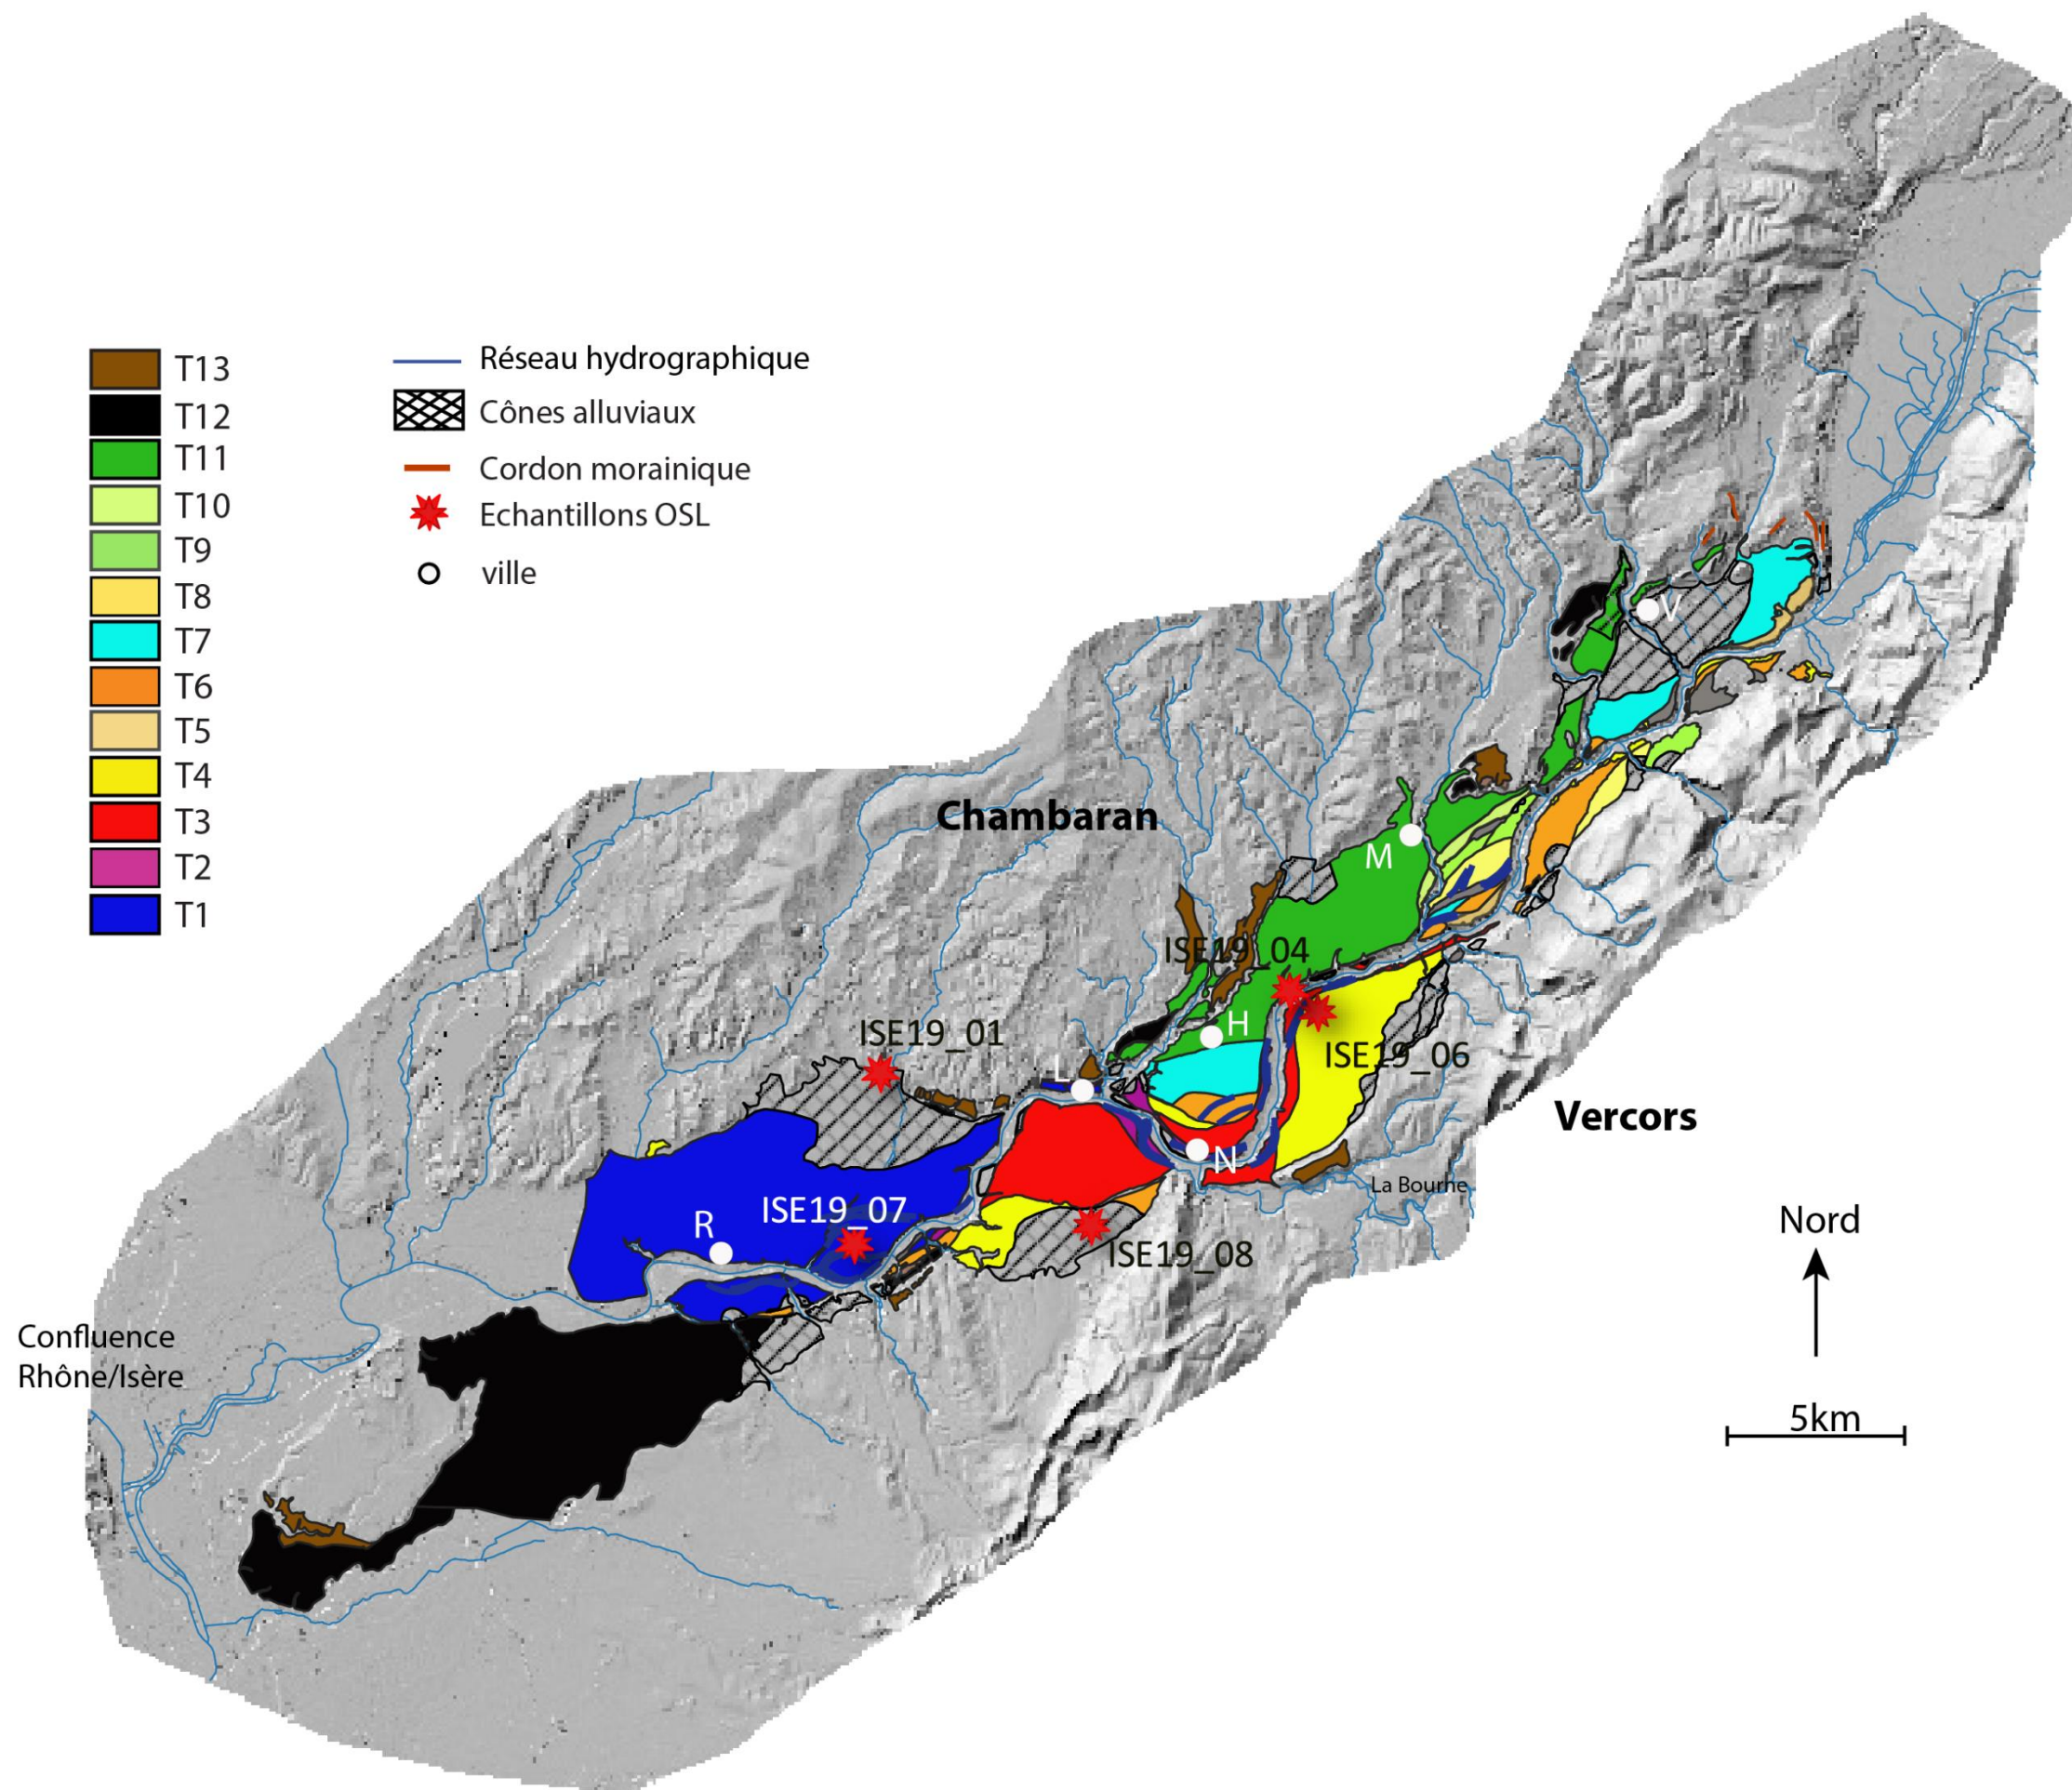 T13
T12
T11
T10
T9
T8
T7
T6
T5
T4
T3
T2
T1
Réseau hydrographique
Cônes alluviaux
Cordon morainique
Echantillons OSL
ville
V
Chambaran
M
ISE19_04
H
ISE19_01
L
ISE19_06
Vercors
N
La Bourne
R
ISE19_07
ISE19_08
Nord
5km
Confluence
Rhône/Isère